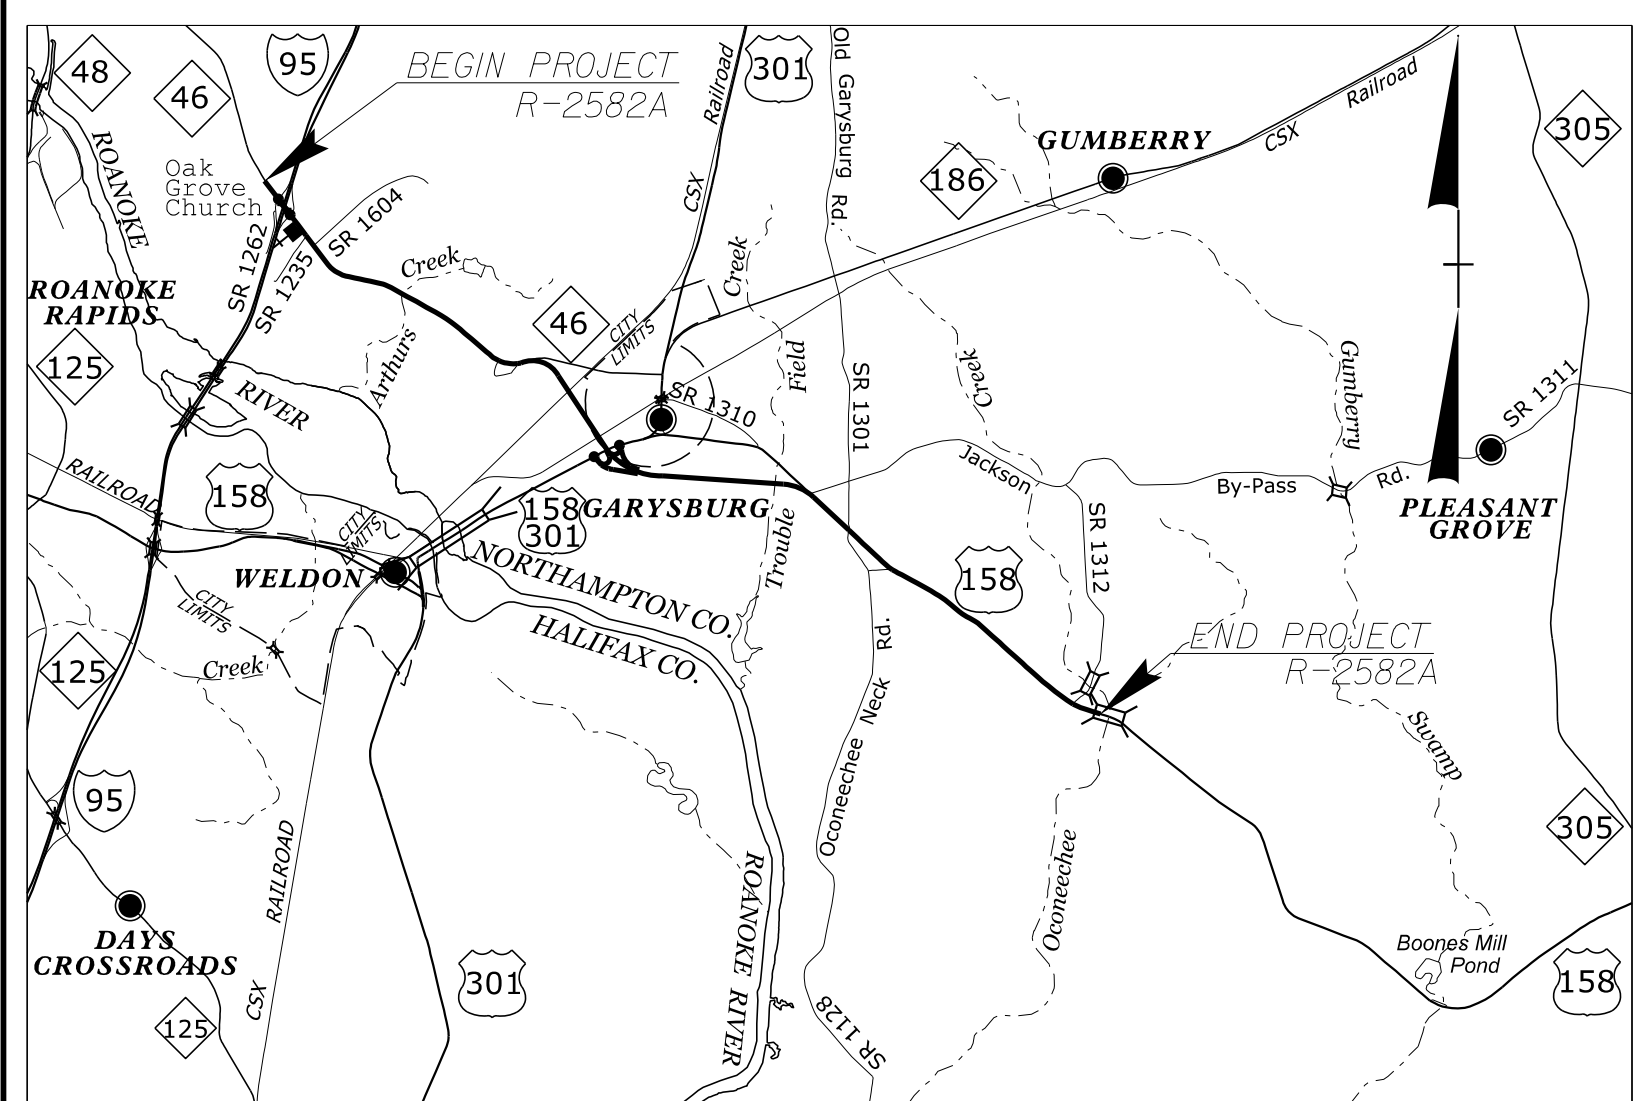 48
46
95
BEGIN PROJECT
R-2582A
Railroad
CSX
301
Old Garysburg Rd.
186
GUMBERRY
CSX Railroad
305
ROANOKE
Oak
Grove
Church
SR 1262
SR 1235
SR 1604
Creek
Arthurs
ROANOKE
RAPIDS
125
RIVER
46
CITY
LIMITS
Creek
Field
Trouble
SR 1310
SR 1301
Creek
Gumberry
SR 1311
RAILROAD
158
CITY
LIMITS
158
301
GARYSBURG
Jackson
By-Pass
Rd.
PLEASANT
GROVE
WELDON
NORTHAMPTON CO.
HALIFAX CO.
158
SR 1312
CITY
LIMITS
125
Creek
Oconeechee Neck Rd.
END PROJECT
R-2582A
Swamp
95
RAILROAD
CSX
ROANOKE RIVER
Oconeechee
305
DAYS
CROSSROADS
125
301
SR 1128
Boones Mill
Pond
158